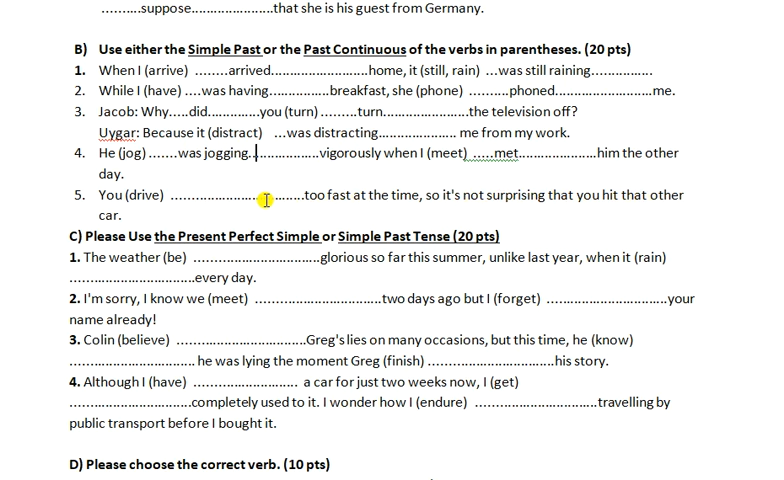 ..........suppose.......................that she is his guest from Germany.
B) Use either the Simple Past or the Past Continuous of the verbs in parentheses. (20 pts)
1. When I (arrive) ........arrived...........................home, it (still, rain) ...was still raining.................
2. While I (have) ....was having.................breakfast, she (phone) ...........phoned...........................me.
3. Jacob: Why.....did...............you (turn) ..........turn........................the television off?
Uygar: Because it (distract) ...was distracting...................... me from my work.
4. He (jog) .......was jogging...................vigorously when I (meet) .....met......................him the other
day.
5. You (drive) .....................................too fast at the time, so it's not surprising that you hit that other
car.
C) Please Use the Present Perfect Simple or Simple Past Tense (20 pts)
1. The weather (be) ...................................glorious so far this summer, unlike last year, when it (rain)
...................................every day.
2. I'm sorry, I know we (meet) ...................................two days ago but I (forget) ..................................your
name already!
3. Colin (believe) ....................................Greg's lies on many occasions, but this time, he (know)
................................... he was lying the moment Greg (finish) ...................................his story.
4. Although I (have) ............................. a car for just two weeks now, I (get)
..................................completely used to it. I wonder how I (endure) ..................................travelling by
public transport before I bought it.
D) Please choose the correct verb. (10 pts)